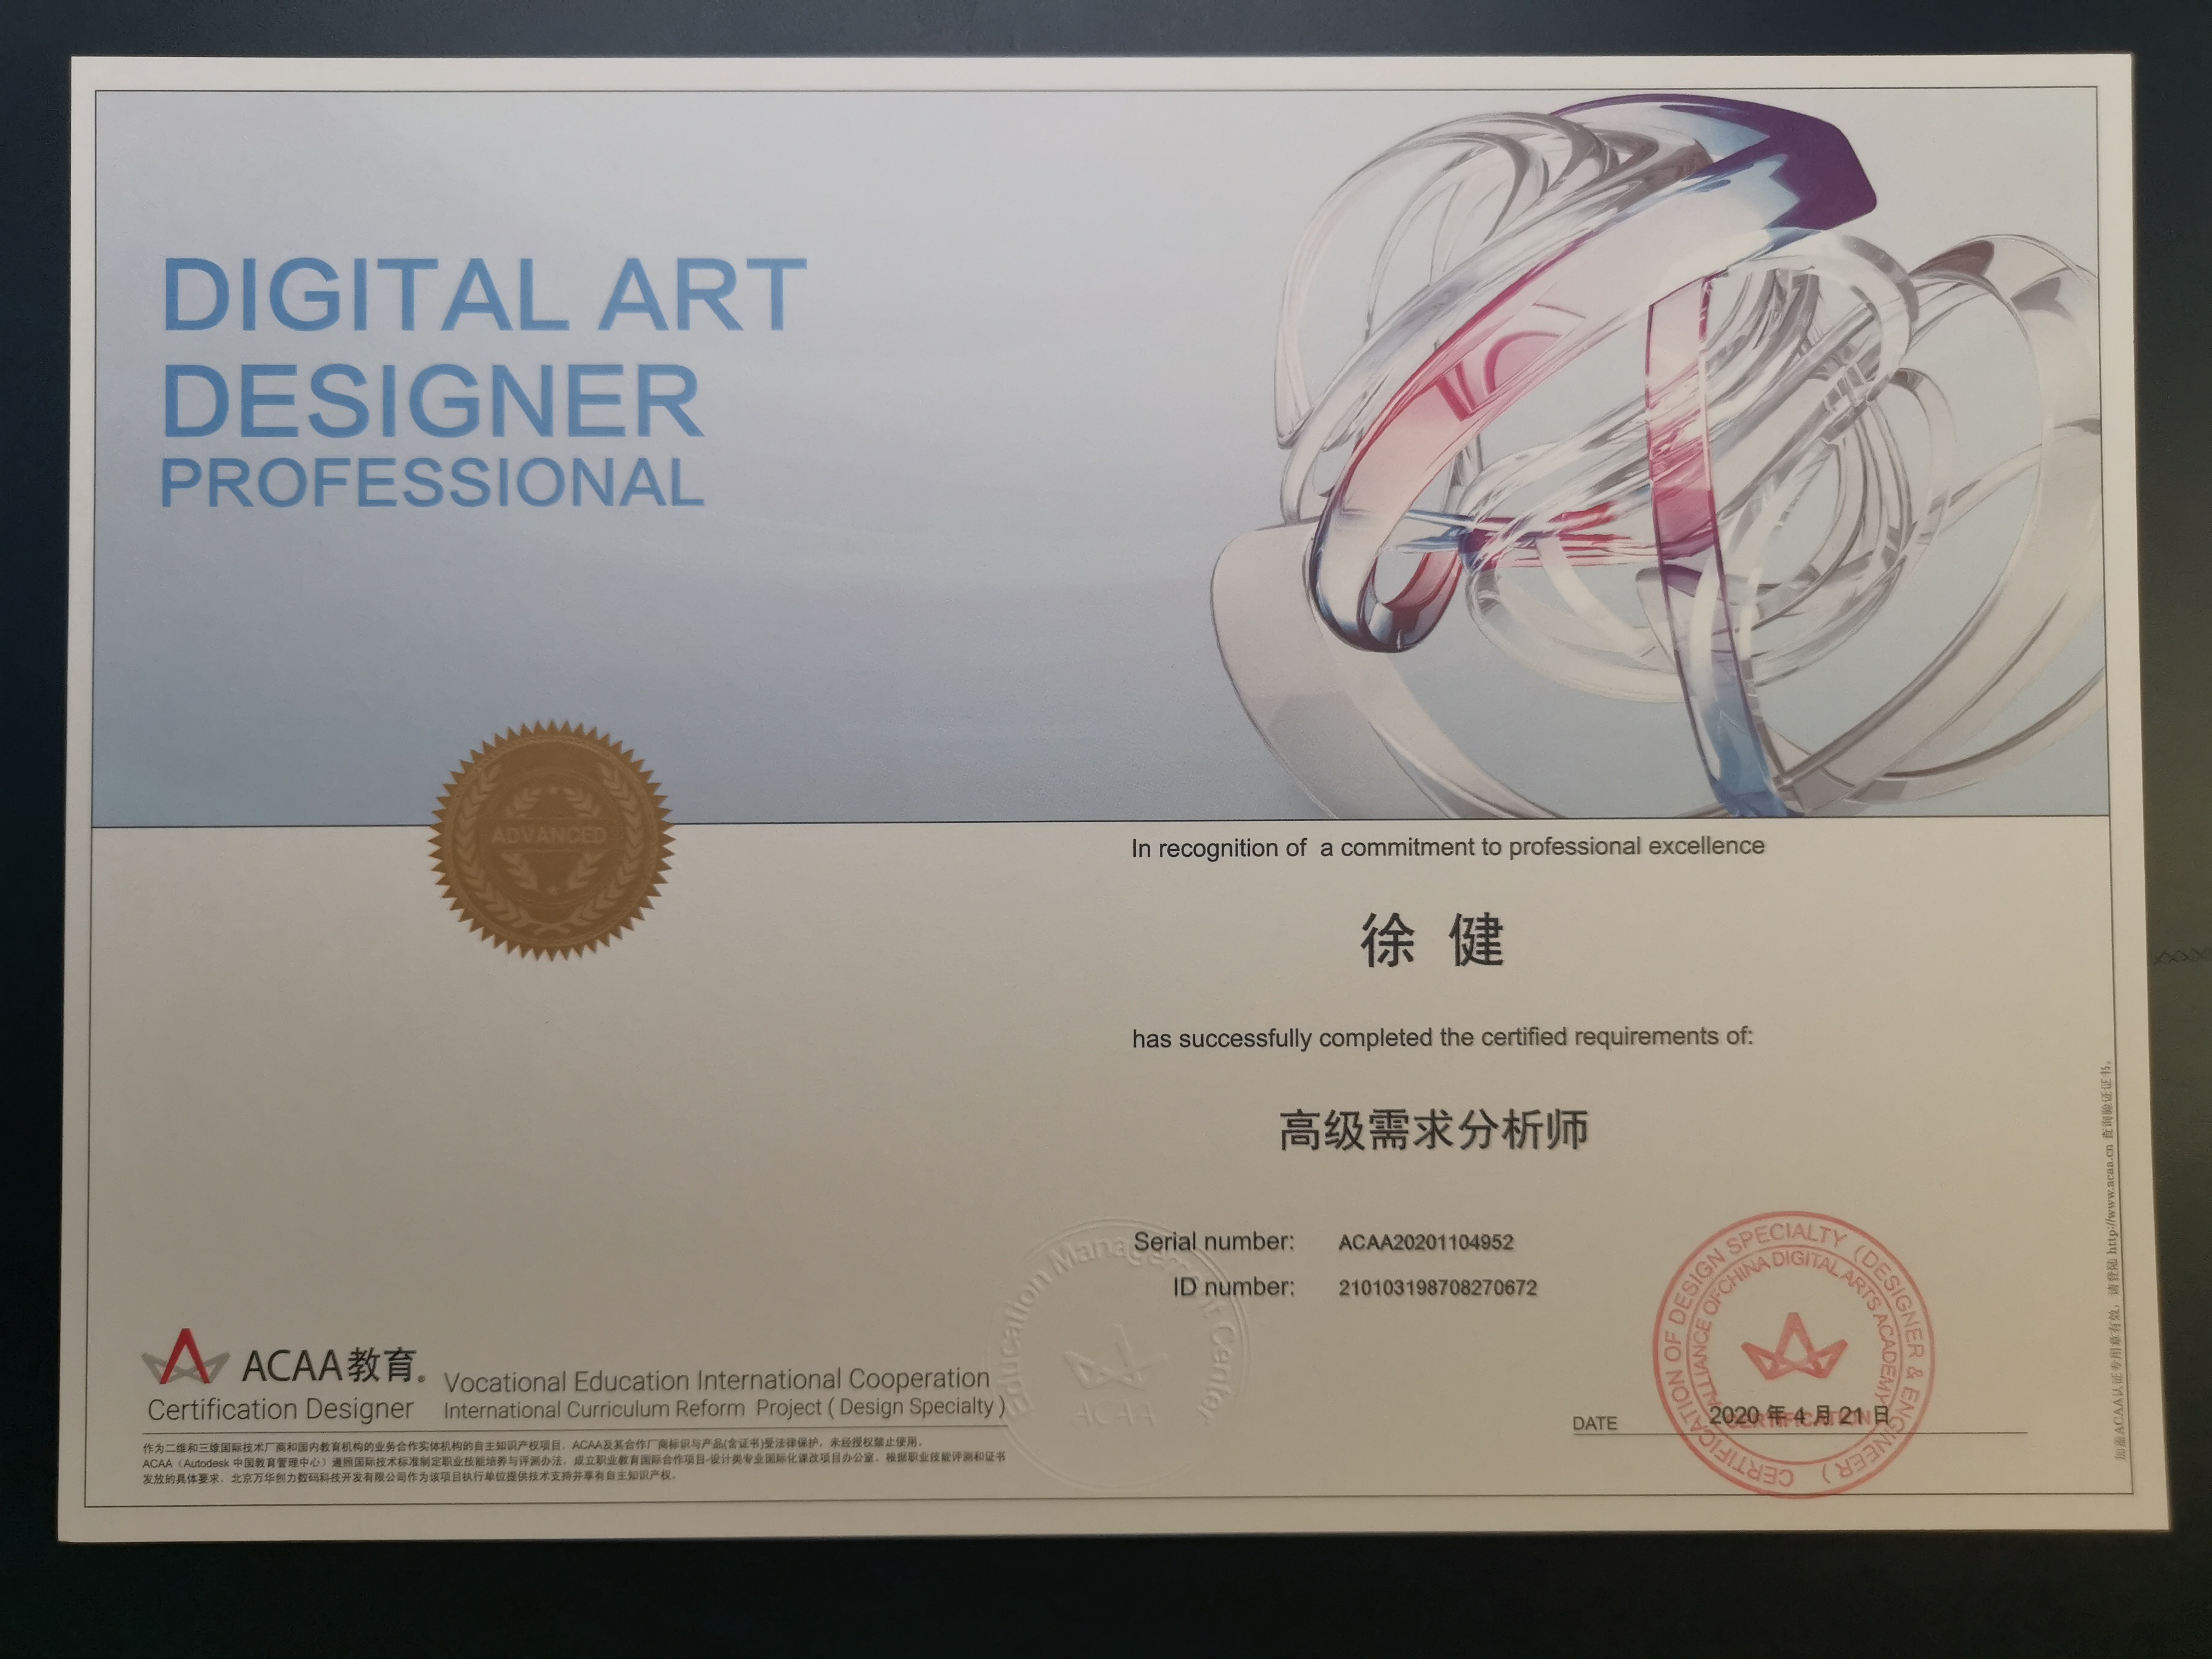 DIGITAL ART
DESIGNER
PROFESSIONAL
ADVANCED
In recognition of a commitment to professional excellence
徐 健
has successfully completed the certified requirements of:
高级需求分析师
Serial number: ACAA20201104952
ID number: 210103198708270672
Education Management Center
ACAA
CERTIFICATION OF DESIGN SPECIALTY (DESIGNER & ENGINEER)
ALLIANCE OF CHINA DIGITAL ARTS ACADEMY
CERTIFICATION
DATE 2020 年 4 月 21 日
ACAA教育
Certification Designer
Vocational Education International Cooperation
International Curriculum Reform Project ( Design Specialty )
作为二维和三维国际技术厂商和国内教育机构的业务合作实体机构的自主知识产权项目，ACAA及其合作厂商标识与产品(含证书)受法律保护，未经授权禁止使用。
ACAA（Autodesk 中国教育管理中心）遵照国际技术标准制定职业技能培养与评测办法，成立职业教育国际合作项目-设计类专业国际化课改项目办公室，根据职业技能评测和证书
发放的具体要求，北京万华创力数码科技开发有限公司作为该项目执行单位提供技术支持并享有自主知识产权。
加盖ACAA认证专用章有效，请登陆 http://www.acaa.cn 查询验证证书。